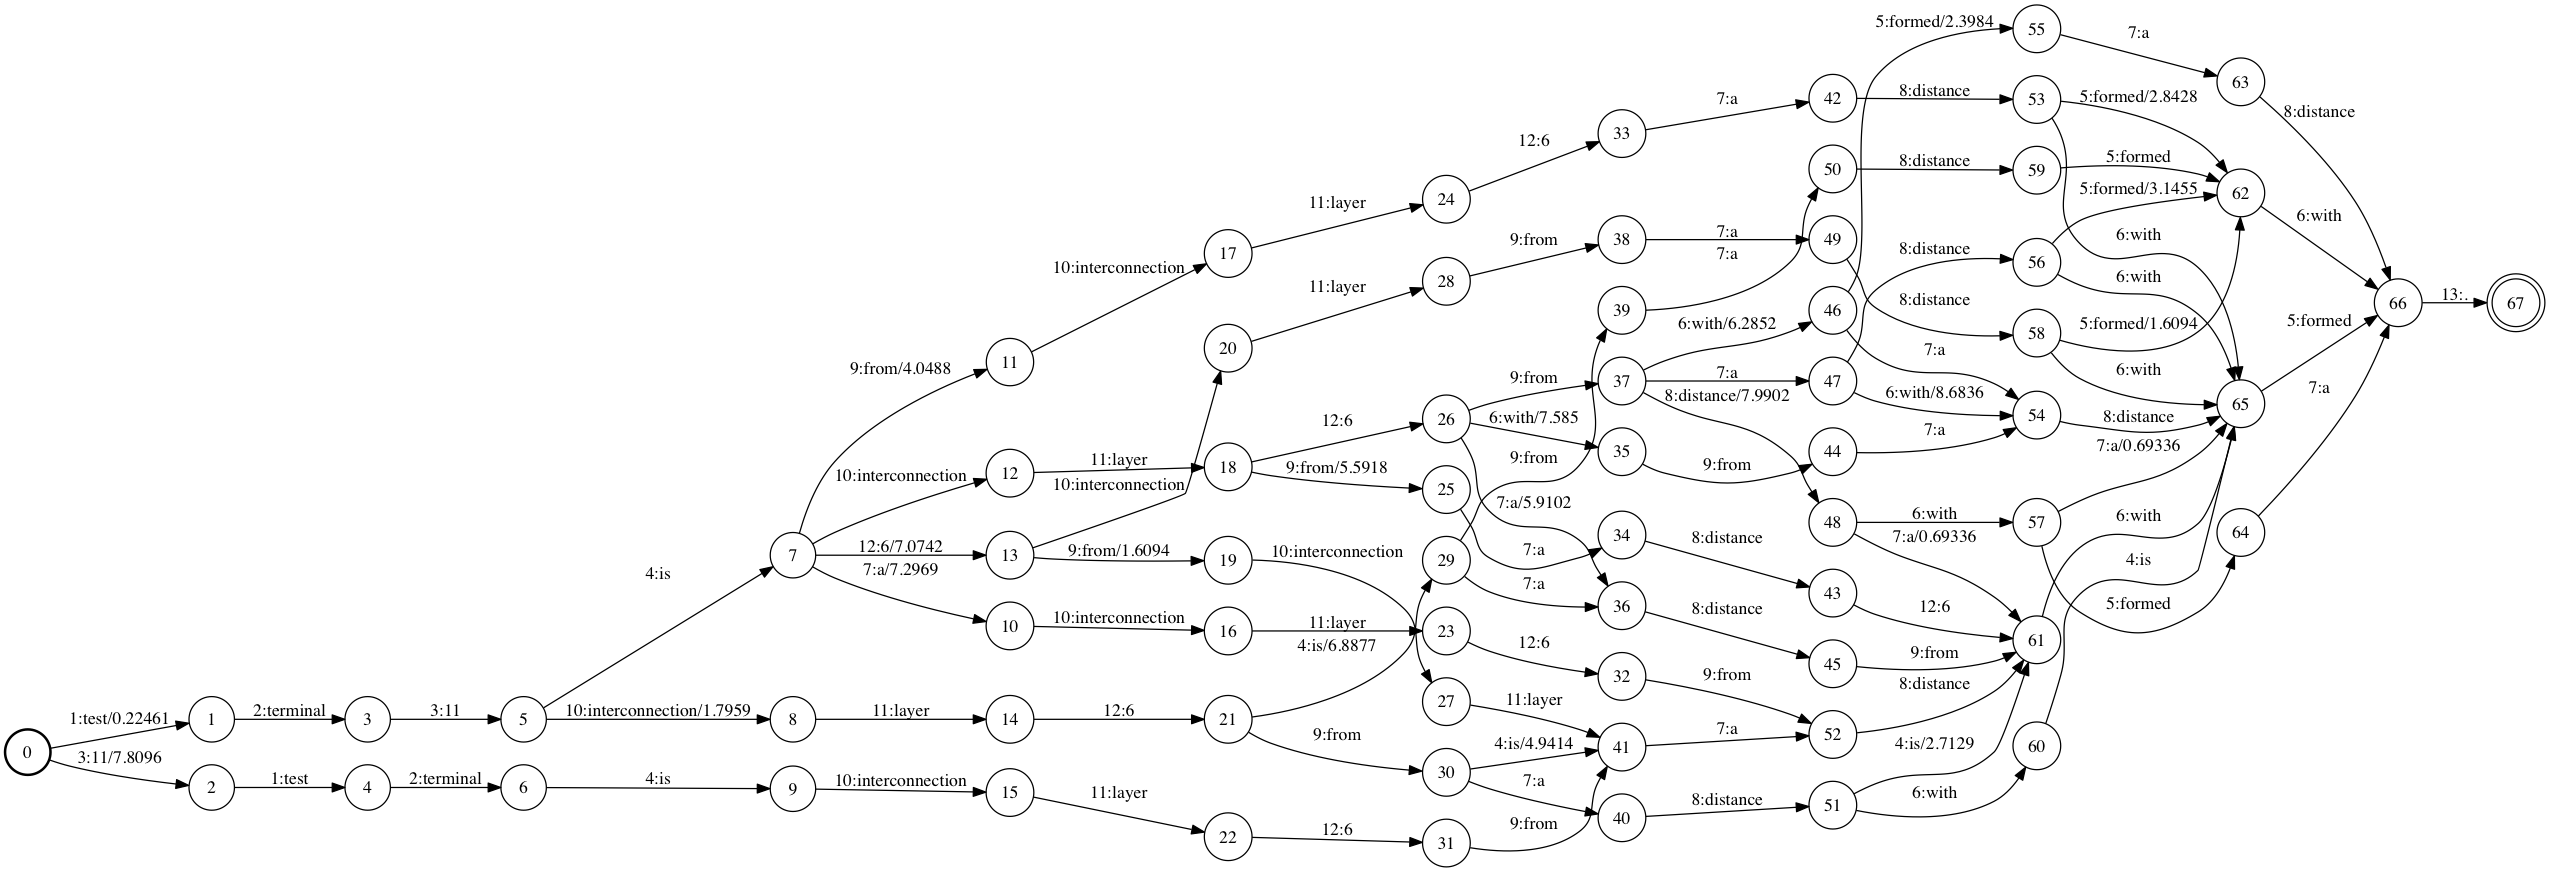 5:formed/2.3984
55
7:a
63
42
8:distance
53
5:formed/2.8428
8:distance
7:a
33
12:6
50
8:distance
59
5:formed
5:formed/3.1455
62
24
11:layer
6:with
9:from
38
7:a
49
7:a
8:distance
56
6:with
6:with
17
10:interconnection
28
11:layer
39
6:with/6.2852
46
8:distance
58
5:formed/1.6094
5:formed
66
13:.
67
20
9:from/4.0488
11
9:from
37
7:a
47
7:a
6:with
8:distance/7.9902
6:with/8.6836
7:a
65
12:6
26
6:with/7.585
54
8:distance
7:a
7:a/0.69336
10:interconnection
12
11:layer
18
9:from/5.5918
25
9:from
35
9:from
44
10:interconnection
7:a/5.9102
48
6:with
57
6:with
64
7:a/0.69336
7
12:6/7.0742
13
9:from/1.6094
19
10:interconnection
29
7:a
34
8:distance
4:is
7:a/7.2969
4:is
7:a
36
8:distance
43
12:6
5:formed
10
10:interconnection
16
11:layer
23
12:6
4:is/6.8877
32
9:from
45
9:from
61
8:distance
1:test/0.22461
1
2:terminal
3
3:11
5
10:interconnection/1.7959
8
11:layer
14
12:6
21
9:from
27
11:layer
7:a
52
0
3:11/7.8096
30
4:is/4.9414
41
4:is/2.7129
60
2
1:test
4
2:terminal
6
4:is
9
10:interconnection
15
11:layer
7:a
40
8:distance
51
6:with
22
12:6
31
9:from